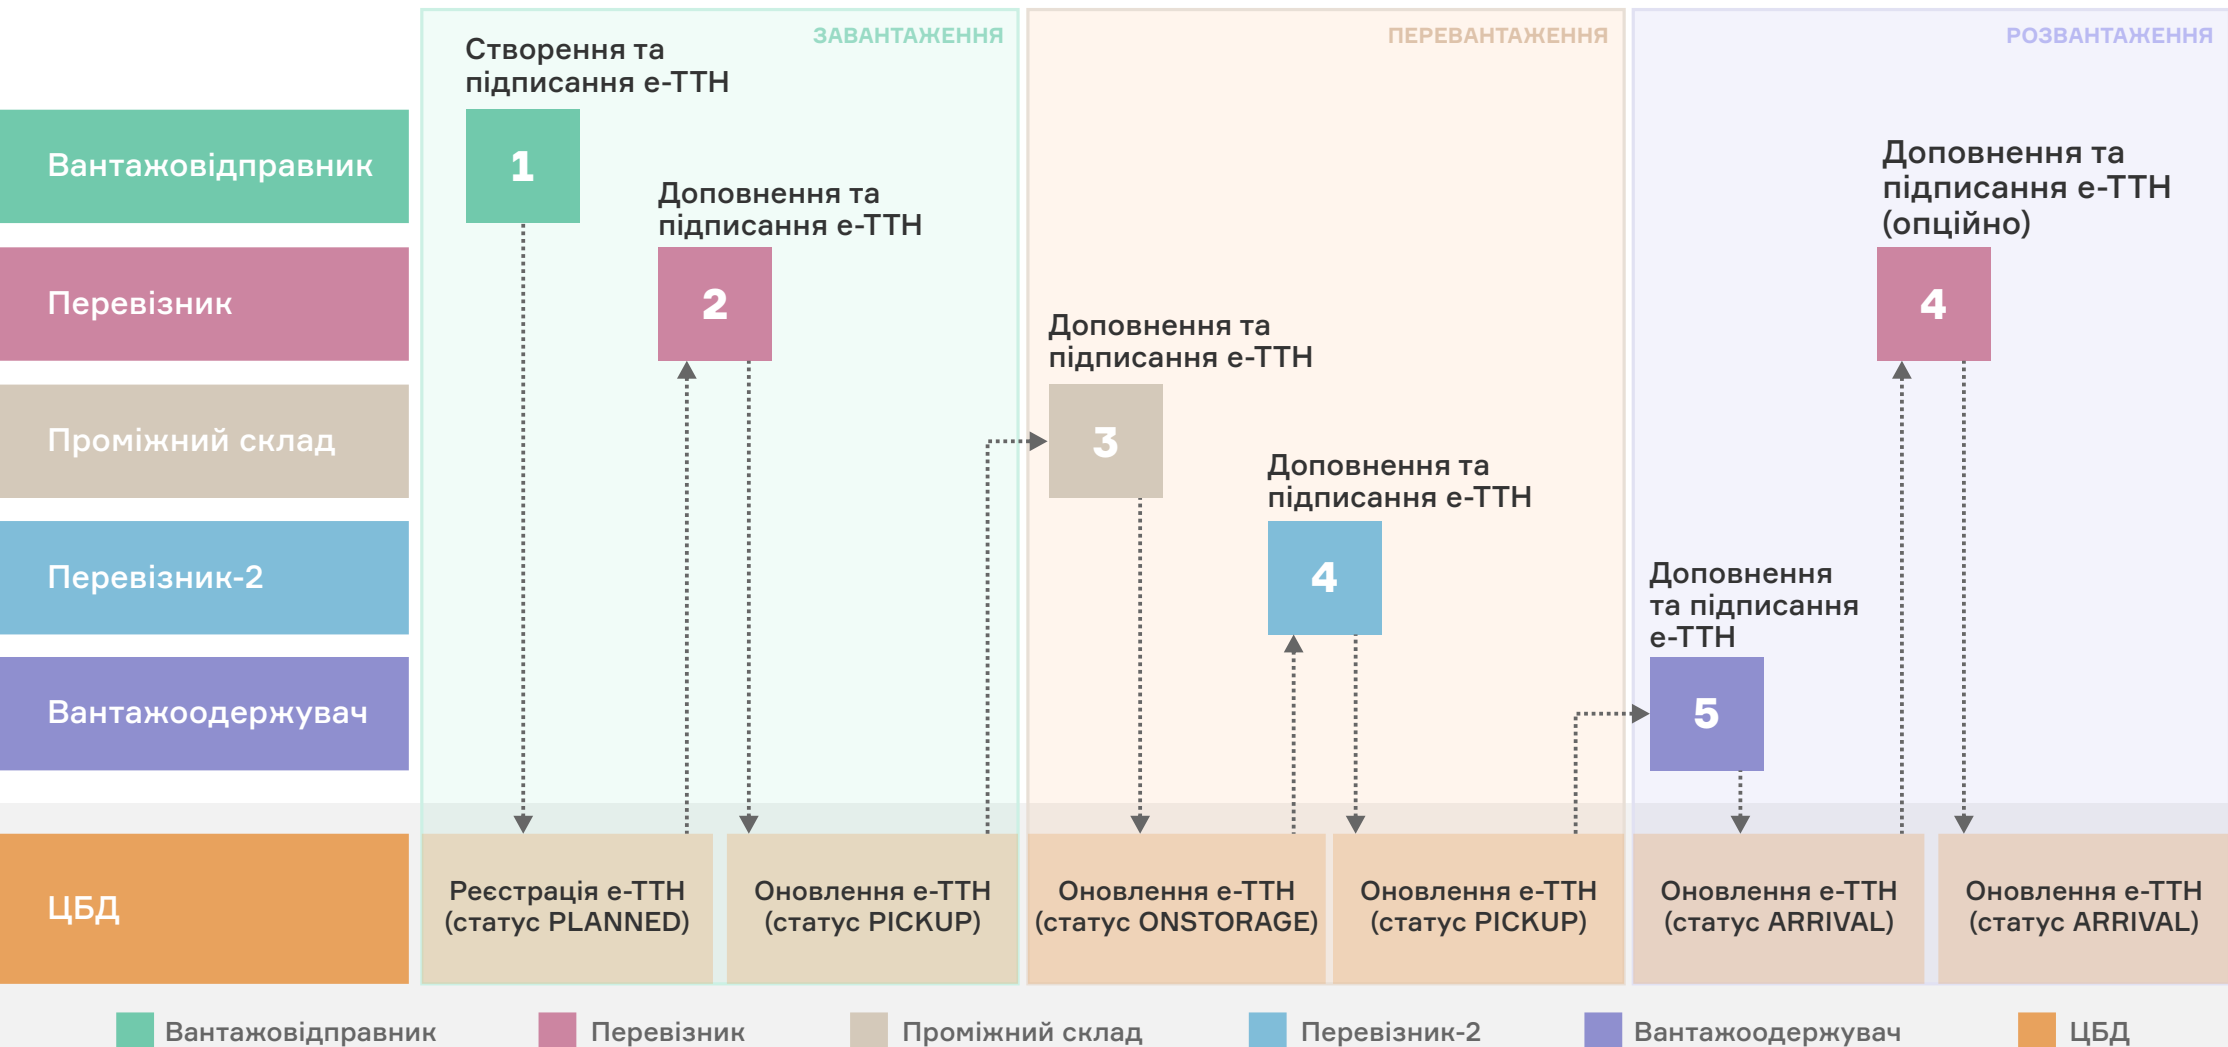 ЗАВАНТАЖЕННЯ
ПЕРЕВАНТАЖЕННЯ
РОЗВАНТАЖЕННЯ
Створення та
підписання е-ТТН
Вантажовідправник
1
Доповнення та
підписання е-ТТН
(опційно)
Доповнення та
підписання е-ТТН
Перевізник
2
4
Доповнення та
підписання е-ТТН
Проміжний склад
3
Доповнення та
підписання е-ТТН
Перевізник-2
4
Доповнення
та підписання
е-ТТН
Вантажоодержувач
5
ЦБД
Реєстрація е-ТТН
(статус PLANNED)
Оновлення е-ТТН
(статус PICKUP)
Оновлення е-ТТН
(статус ONSTORAGE)
Оновлення е-ТТН
(статус PICKUP)
Оновлення е-ТТН
(статус ARRIVAL)
Оновлення е-ТТН
(статус ARRIVAL)
Вантажовідправник
Перевізник
Проміжний склад
Перевізник-2
Вантажоодержувач
ЦБД